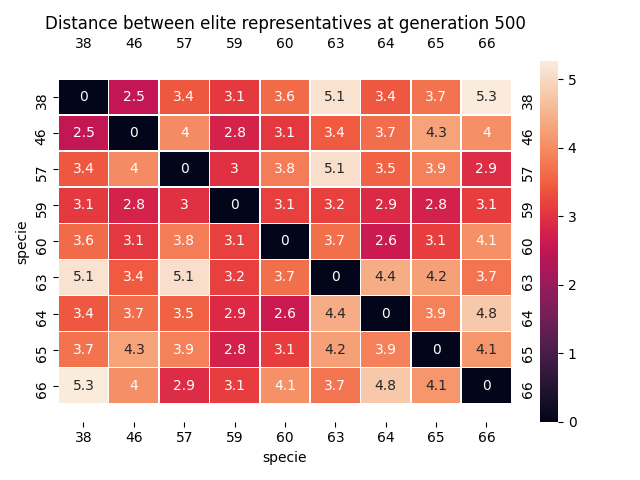 Distance between elite representatives at generation 500
38 46 57 59 60 63 64 65 66
38 0 2.5 3.4 3.1 3.6 5.1 3.4 3.7 5.3 38
46 2.5 0 4 2.8 3.1 3.4 3.7 4.3 4 46
57 3.4 4 0 3 3.8 5.1 3.5 3.9 2.9 57
59 3.1 2.8 3 0 3.1 3.2 2.9 2.8 3.1 59
60 3.6 3.1 3.8 3.1 0 3.7 2.6 3.1 4.1 60
63 5.1 3.4 5.1 3.2 3.7 0 4.4 4.2 3.7 63
64 3.4 3.7 3.5 2.9 2.6 4.4 0 3.9 4.8 64
65 3.7 4.3 3.9 2.8 3.1 4.2 3.9 0 4.1 65
66 5.3 4 2.9 3.1 4.1 3.7 4.8 4.1 0 66
38 46 57 59 60 63 64 65 66
specie
specie
5
4
3
2
1
0